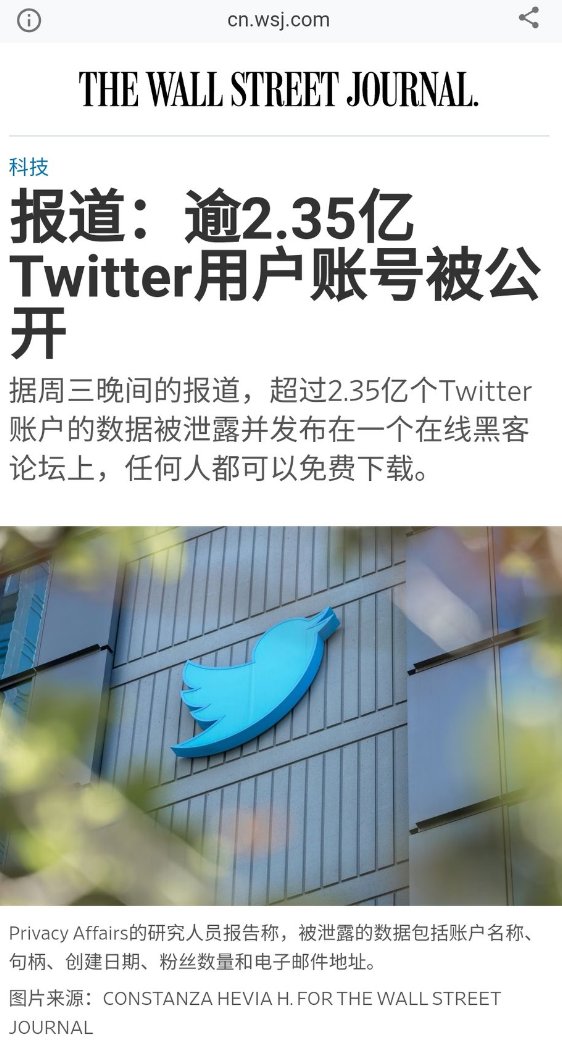 cn.wsj.com
THE WALL STREET JOURNAL.
科技
报道：逾2.35亿
Twitter用户账号被公
开
据周三晚间的报道，超过2.35亿个Twitter
账户的数据被泄露并发布在一个在线黑客
论坛上，任何人都可以免费下载。
Privacy Affairs的研究人员报告称，被泄露的数据包括账户名称、
句柄、创建日期、粉丝数量和电子邮件地址。
图片来源：CONSTANZA HEVIA H. FOR THE WALL STREET
JOURNAL